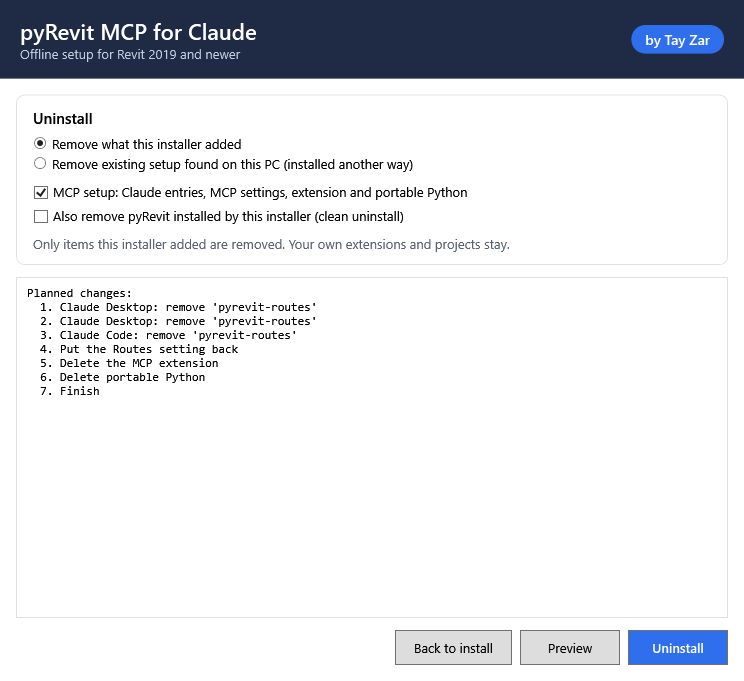 pyRevit MCP for Claude
Offline setup for Revit 2019 and newer
by Tay Zar
Uninstall
Remove what this installer added
Remove existing setup found on this PC (installed another way)
MCP setup: Claude entries, MCP settings, extension and portable Python
Also remove pyRevit installed by this installer (clean uninstall)
Only items this installer added are removed. Your own extensions and projects stay.
Planned changes:
1. Claude Desktop: remove 'pyrevit-routes'
2. Claude Desktop: remove 'pyrevit-routes'
3. Claude Code: remove 'pyrevit-routes'
4. Put the Routes setting back
5. Delete the MCP extension
6. Delete portable Python
7. Finish
Back to install
Preview
Uninstall